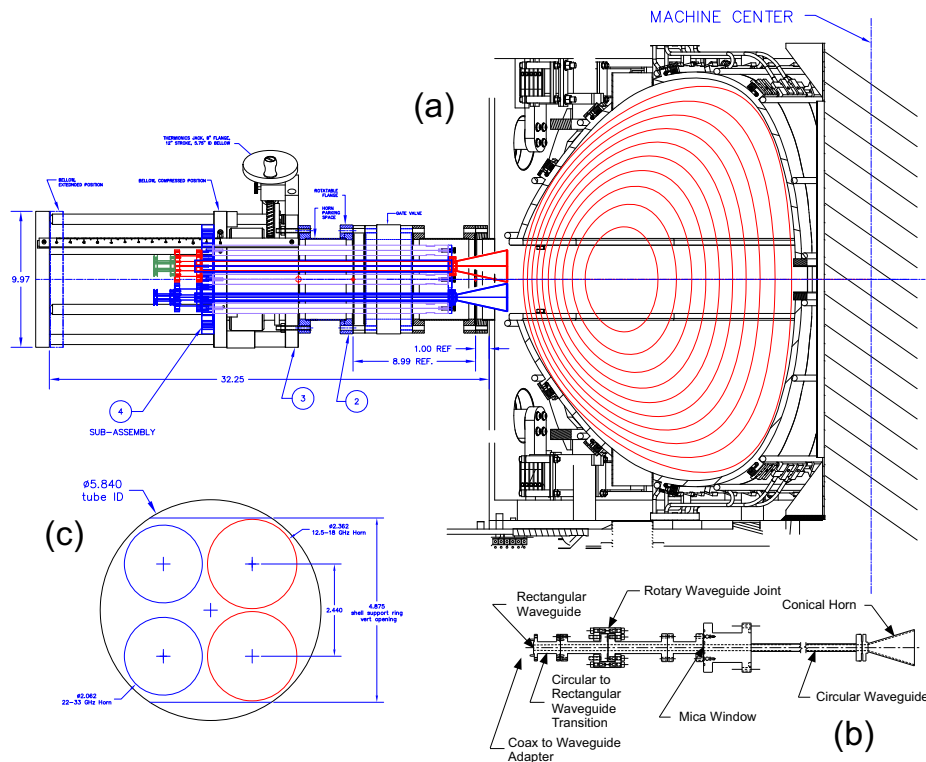 MACHINE CENTER
(a)
THERMIONICS JACK, 8" FLANGE,
12" STROKE, 5.75" ID BELLOW
BELLOW
EXTENDED POSITION
BELLOW COMPRESSED POSITION
ROTATABLE
FLANGE
HORN
PARKING
SPACE
GATE VALVE
9.97
1.00 REF
8.99 REF.
32.25
4
3
2
SUB-ASSEMBLY
ø5.840
tube ID
(c)
ø2.362
12.5-18 GHz Horn
4.875
shell support ring
vert opening
2.440
ø2.062
22-33 GHz Horn
Rectangular
Waveguide
Rotary Waveguide Joint
Conical Horn
Circular to
Rectangular
Waveguide
Transition
Mica Window
Circular Waveguide
Coax to Waveguide
Adapter
(b)